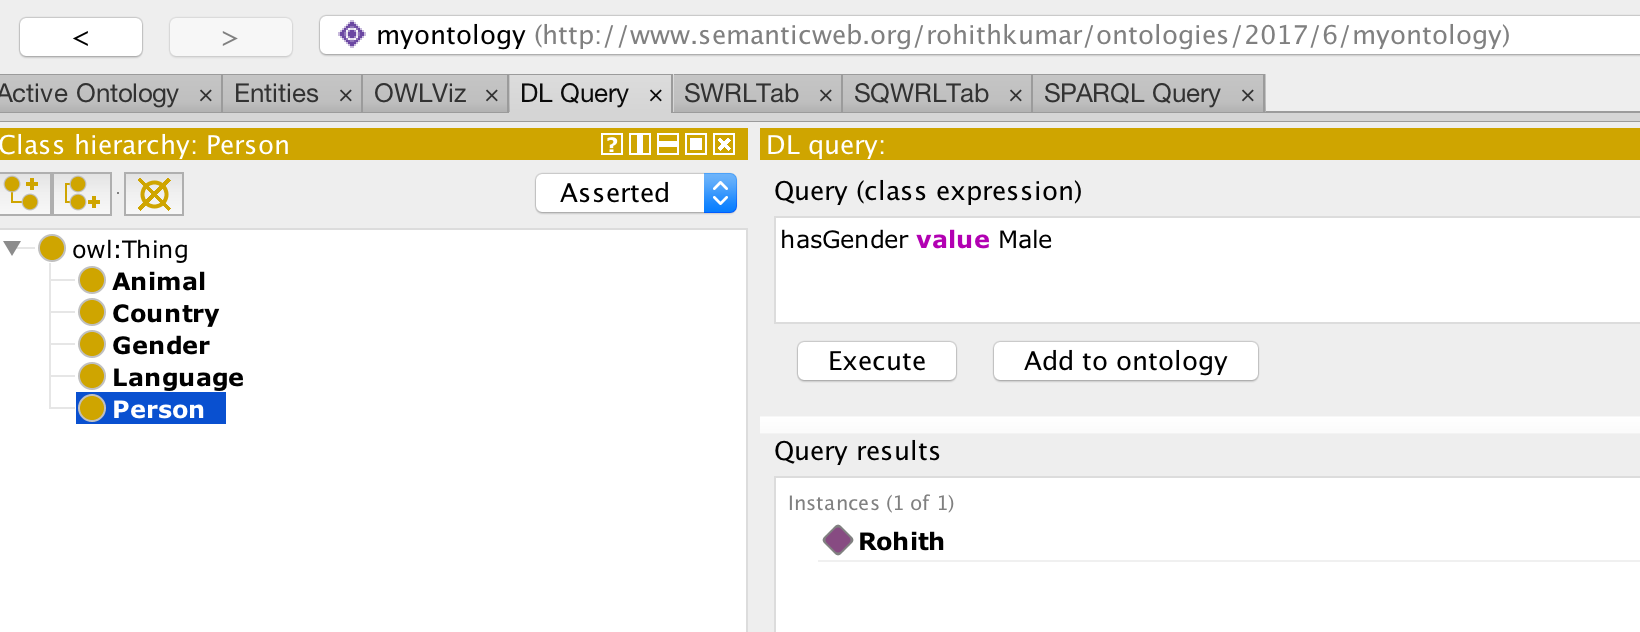 < >
myontology (http://www.semanticweb.org/rohithkumar/ontologies/2017/6/myontology)
Active Ontology × Entities × OWLViz × DL Query × SWRLTab × SQWRLTab × SPARQL Query ×
Class hierarchy: Person
DL query:
Asserted
Query (class expression)
hasGender value Male
owl:Thing
Animal
Country
Gender
Language
Person
Execute
Add to ontology
Query results
Instances (1 of 1)
Rohith